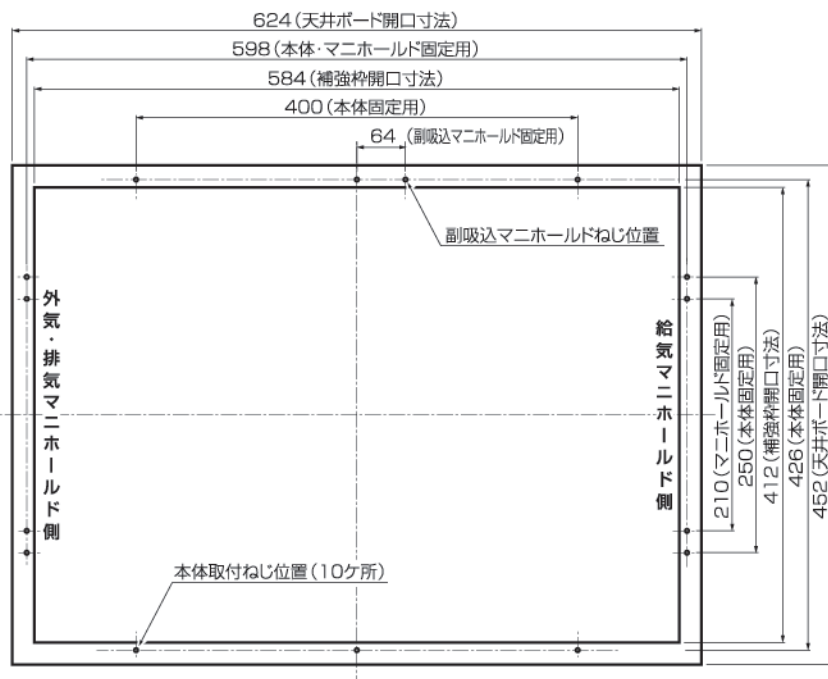 624(天井ボード開口寸法)
598(本体・マニホールド固定用)
584(補強枠開口寸法)
400(本体固定用)
64 (副吸込マニホールド固定用)
副吸込マニホールドねじ位置
外気・排気マニホールド側
給気マニホールド側
210(マニホールド固定用)
250(本体固定用)
412(補強枠開口寸法)
426(本体固定用)
452(天井ボード開口寸法)
本体取付ねじ位置(10ケ所)